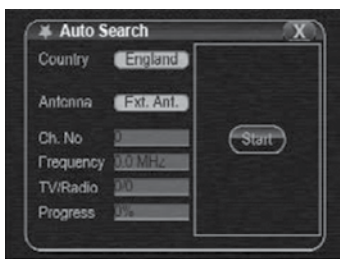 Auto Search X
Country England
Antenna Ext. Ant.
Ch. No 0
Frequency 0.0 MHz
TV/Radio 0/0
Progress 0%
Start